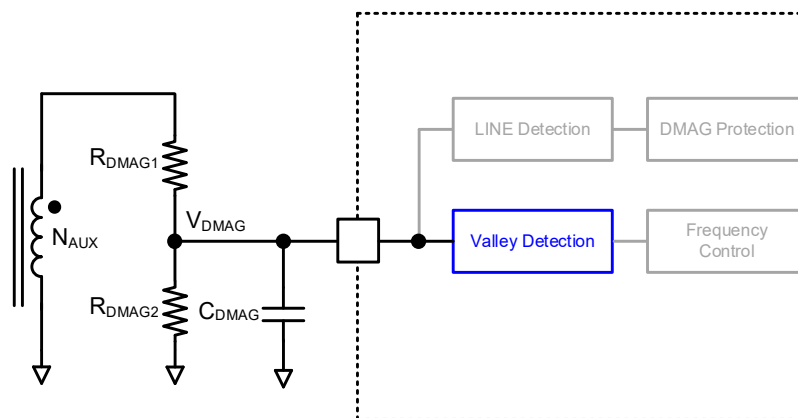 LINE Detection
DMAG Protection
RDMAG1
VDMAG
NAUX
Valley Detection
Frequency
Control
RDMAG2
CDMAG